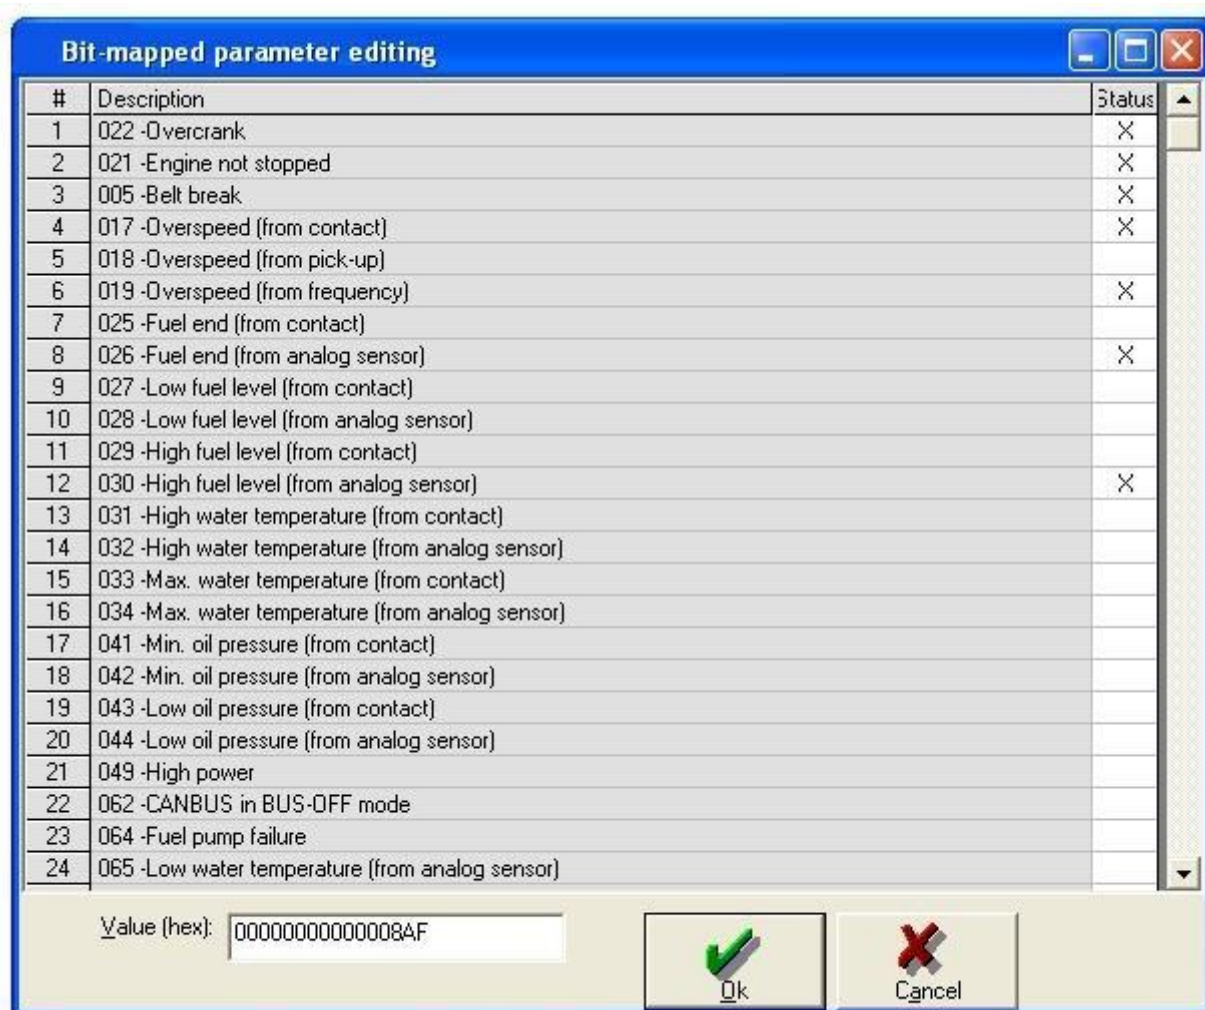 Bit-mapped parameter editing
# Description Status
1 022 -Overcrank X
2 021 -Engine not stopped X
3 005 -Belt break X
4 017 -Overspeed (from contact) X
5 018 -Overspeed (from pick-up)
6 019 -Overspeed (from frequency) X
7 025 -Fuel end (from contact)
8 026 -Fuel end (from analog sensor) X
9 027 -Low fuel level (from contact)
10 028 -Low fuel level (from analog sensor)
11 029 -High fuel level (from contact)
12 030 -High fuel level (from analog sensor) X
13 031 -High water temperature (from contact)
14 032 -High water temperature (from analog sensor)
15 033 -Max. water temperature (from contact)
16 034 -Max. water temperature (from analog sensor)
17 041 -Min. oil pressure (from contact)
18 042 -Min. oil pressure (from analog sensor)
19 043 -Low oil pressure (from contact)
20 044 -Low oil pressure (from analog sensor)
21 049 -High power
22 062 -CANBUS in BUS-OFF mode
23 064 -Fuel pump failure
24 065 -Low water temperature (from analog sensor)
Value (hex): 00000000000008AF
Ok Cancel